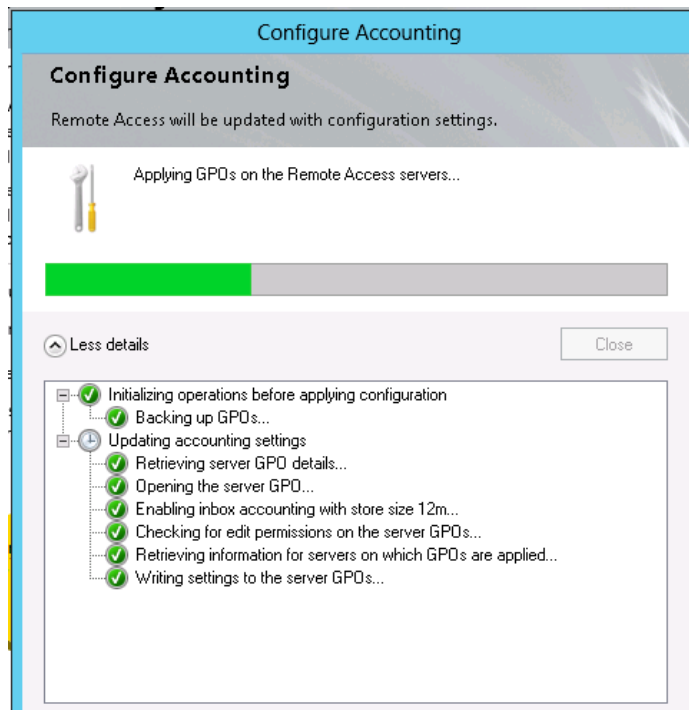 Configure Accounting
Configure Accounting
Remote Access will be updated with configuration settings.
Applying GPOs on the Remote Access servers...
Less details
Close
Initializing operations before applying configuration
Backing up GPOs...
Updating accounting settings
Retrieving server GPO details...
Opening the server GPO...
Enabling inbox accounting with store size 12m...
Checking for edit permissions on the server GPOs...
Retrieving information for servers on which GPOs are applied...
Writing settings to the server GPOs...